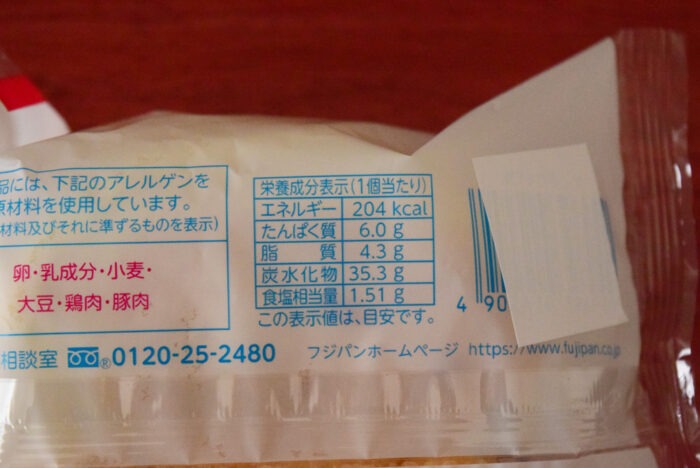 品には、下記のアレルゲンを
原材料を使用しています。
材料及びそれに準ずるものを表示)
卵・乳成分・小麦・
大豆・鶏肉・豚肉
栄養成分表示(1個当たり)
エネルギー 204 kcal
たんぱく質 6.0 g
脂 質 4.3 g
炭水化物 35.3 g
食塩相当量 1.51 g
この表示値は、目安です。
4 90
相談室 0120-25-2480 フジパンホームページ https://www.fujipan.co.jp